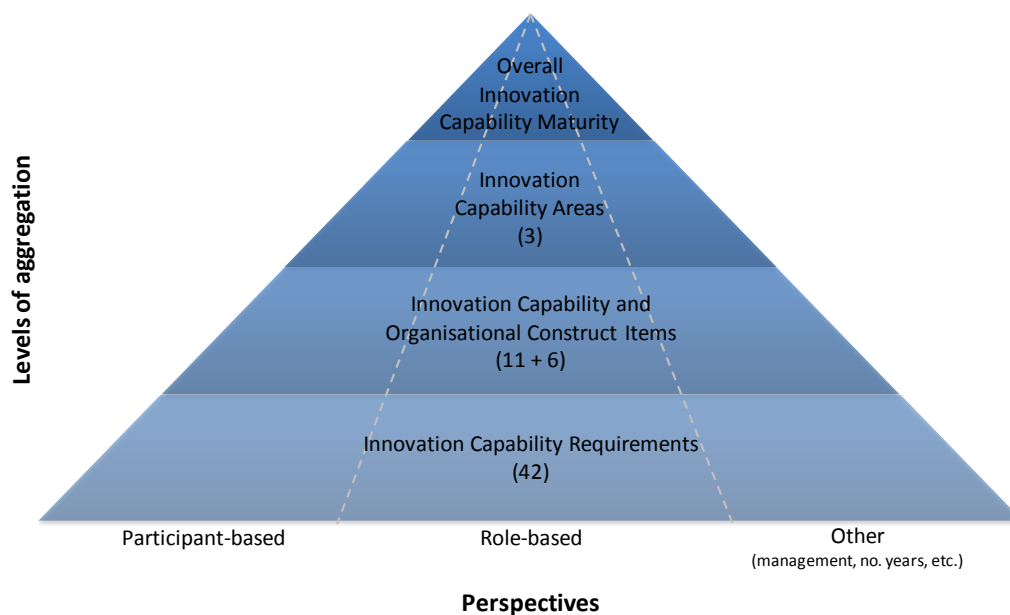 Overall
Innovation
Capability Maturity
Innovation
Capability Areas
(3)
Innovation Capability and
Organisational Construct Items
(11 + 6)
Innovation Capability Requirements
(42)
Levels of aggregation
Participant-based
Role-based
Other
(management, no. years, etc.)
Perspectives